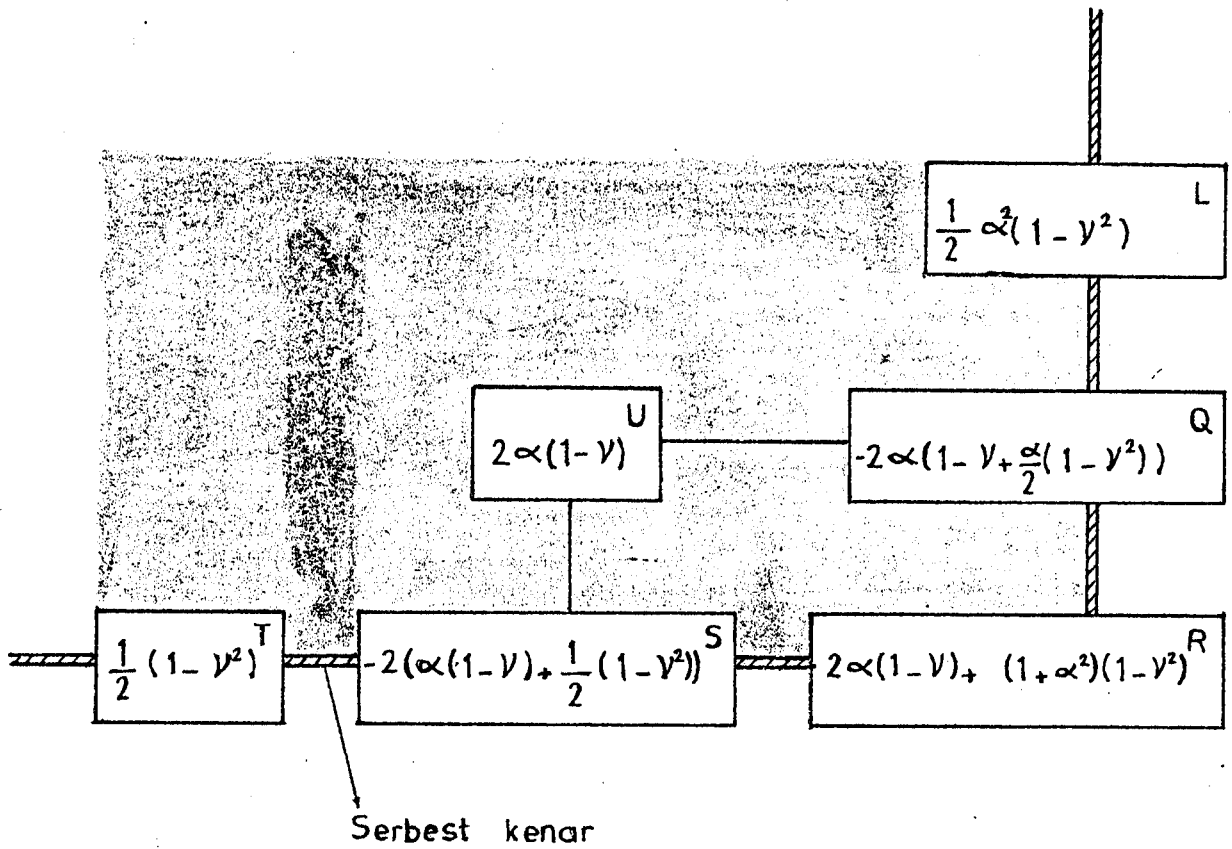 L
1/2 α²(1-ν²)
U
2α(1-ν)
Q
-2α(1-ν+α/2(1-ν²))
T
1/2 (1-ν²)
S
-2(α(1-ν)+1/2(1-ν²))
R
2α(1-ν)+ (1+α²)(1-ν²)
Serbest kenar